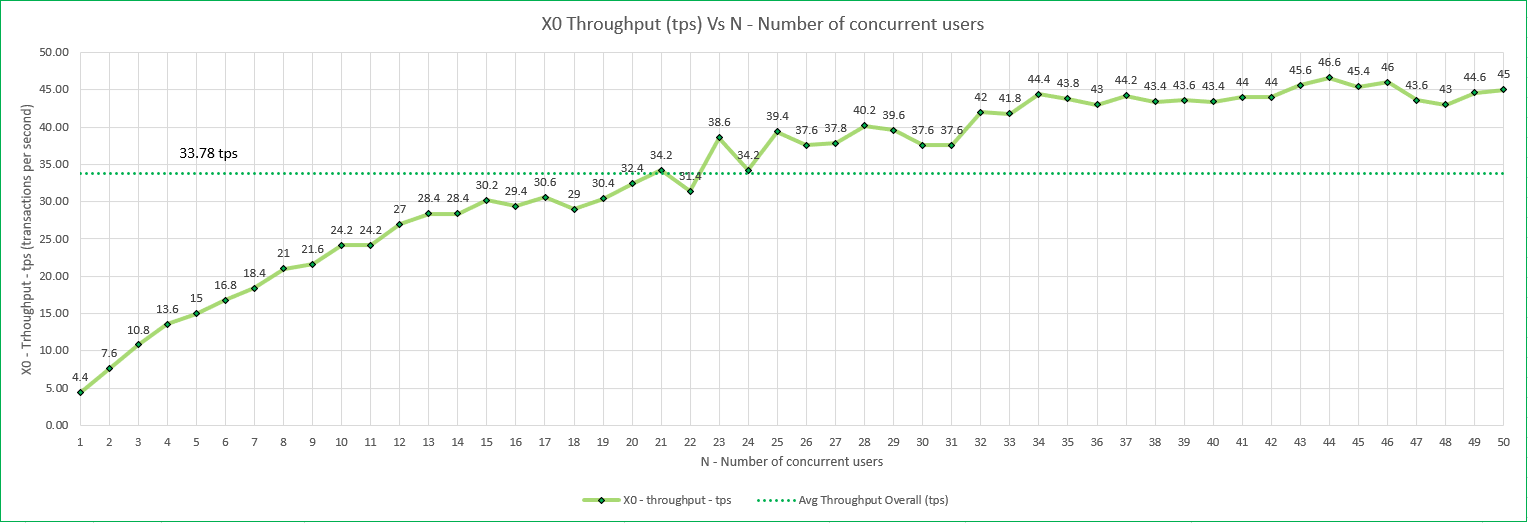 X0 Throughput (tps) Vs N - Number of concurrent users
X0 - Trhoughput - tps (transactions per second)
50.00
45.00
40.00
35.00
30.00
25.00
20.00
15.00
10.00
5.00
0.00
33.78 tps
4.4 7.6 10.8 13.6 15 16.8 18.4 21 21.6 24.2 24.2 27 28.4 28.4 30.2 29.4 30.6 29 30.4 32.4 34.2 31.4 38.6 34.2 39.4 37.6 37.8 40.2 39.6 37.6 37.6 42 41.8 44.4 43.8 43 44.2 43.4 43.6 43.4 44 44 45.6 46.6 45.4 46 43.6 43 44.6 45
1 2 3 4 5 6 7 8 9 10 11 12 13 14 15 16 17 18 19 20 21 22 23 24 25 26 27 28 29 30 31 32 33 34 35 36 37 38 39 40 41 42 43 44 45 46 47 48 49 50
N - Number of concurrent users
X0 - throughput - tps Avg Throughput Overall (tps)